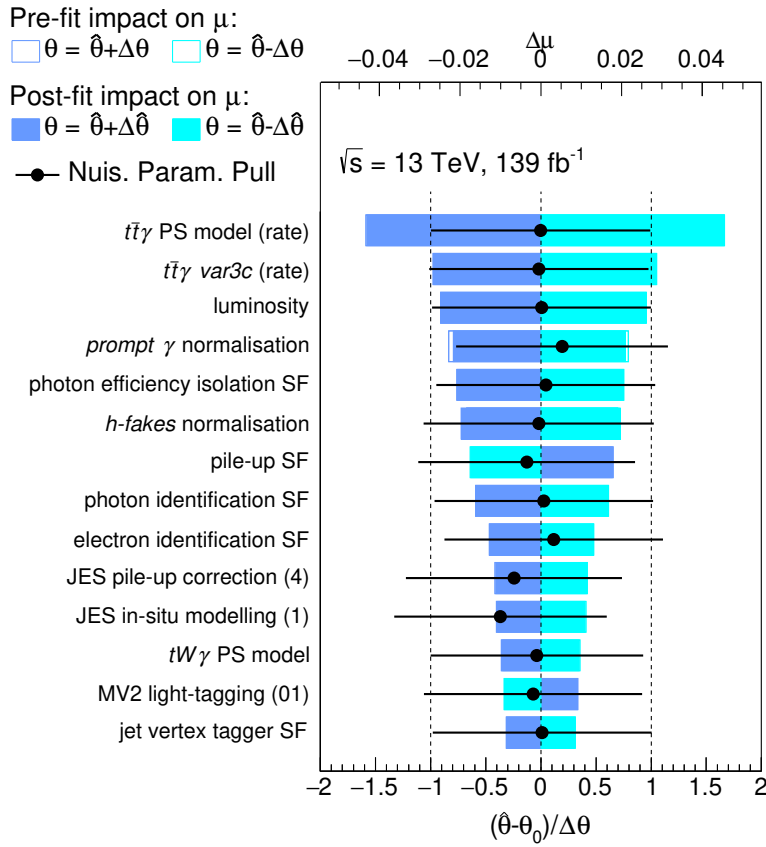 Pre-fit impact on μ:
θ = θ̂+Δθ θ = θ̂-Δθ
Post-fit impact on μ:
θ = θ̂+Δθ̂ θ = θ̂-Δθ̂
Nuis. Param. Pull
Δμ
−0.04 −0.02 0 0.02 0.04
√s = 13 TeV, 139 fb⁻¹
tt̄γ PS model (rate)
tt̄γ var3c (rate)
luminosity
prompt γ normalisation
photon efficiency isolation SF
h-fakes normalisation
pile-up SF
photon identification SF
electron identification SF
JES pile-up correction (4)
JES in-situ modelling (1)
tWγ PS model
MV2 light-tagging (01)
jet vertex tagger SF
−2 −1.5 −1 −0.5 0 0.5 1 1.5 2
(θ̂-θ₀)/Δθ